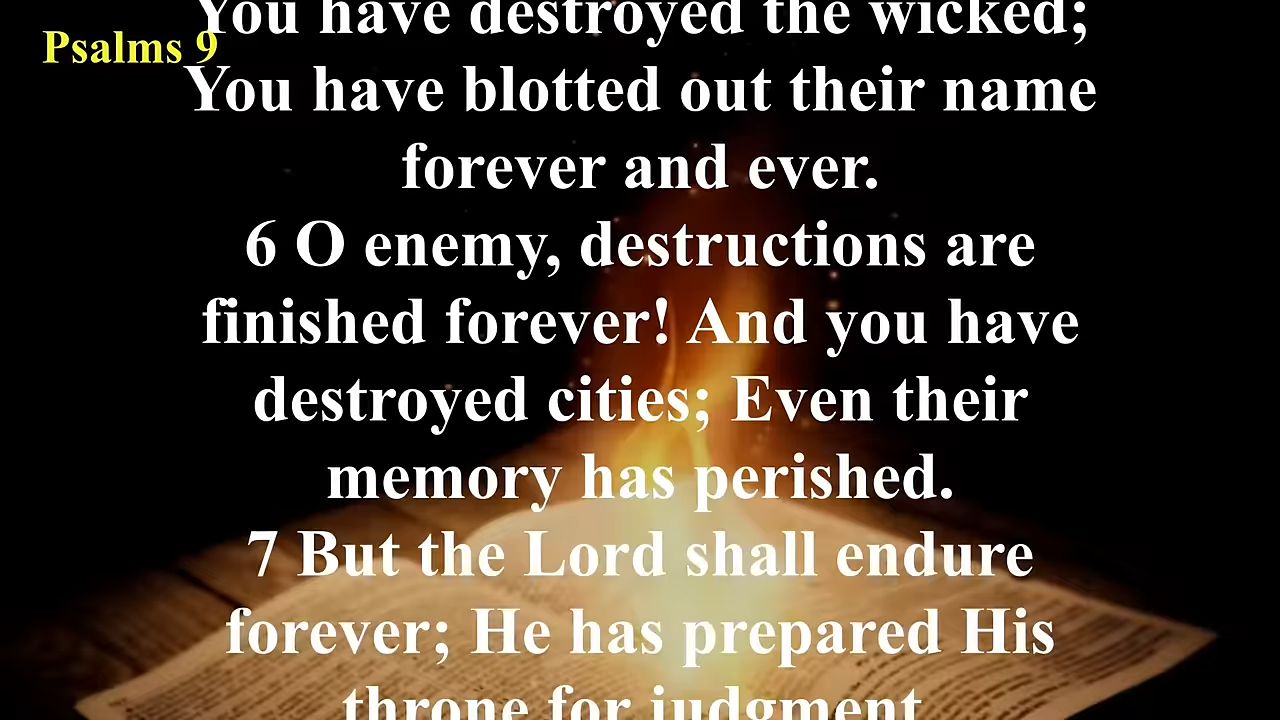 You have destroyed the wicked;
Psalms 9
You have blotted out their name
forever and ever.
6 O enemy, destructions are
finished forever! And you have
destroyed cities; Even their
memory has perished.
7 But the Lord shall endure
forever; He has prepared His
throne for judgment